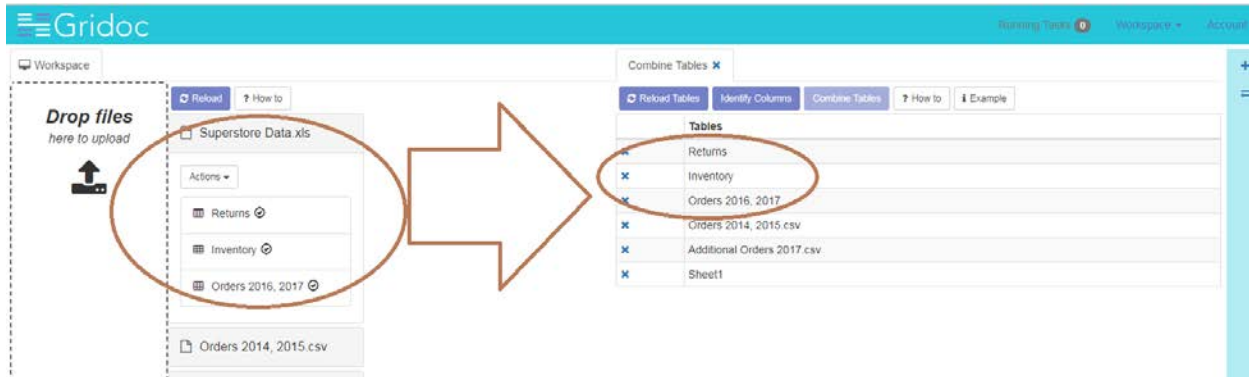 Gridoc
Running Tasks 0 Workspace Account
Workspace
Drop files
here to upload
Reload
? How to
Superstore Data.xls
Actions
Returns
Inventory
Orders 2016, 2017
Orders 2014, 2015.csv
Combine Tables
Reload Tables Identify Columns Combine Tables ? How to i Example
Tables
Returns
Inventory
Orders 2016, 2017
Orders 2014, 2015.csv
Additional Orders 2017.csv
Sheet1